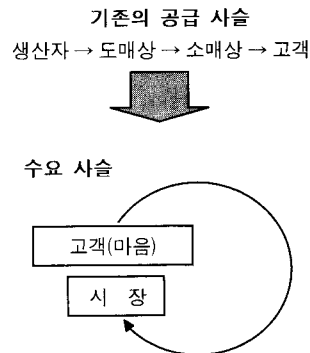 기존의 공급 사슬
생산자 → 도매상 → 소매상 → 고객
수요 사슬
고객(마음)
시 장